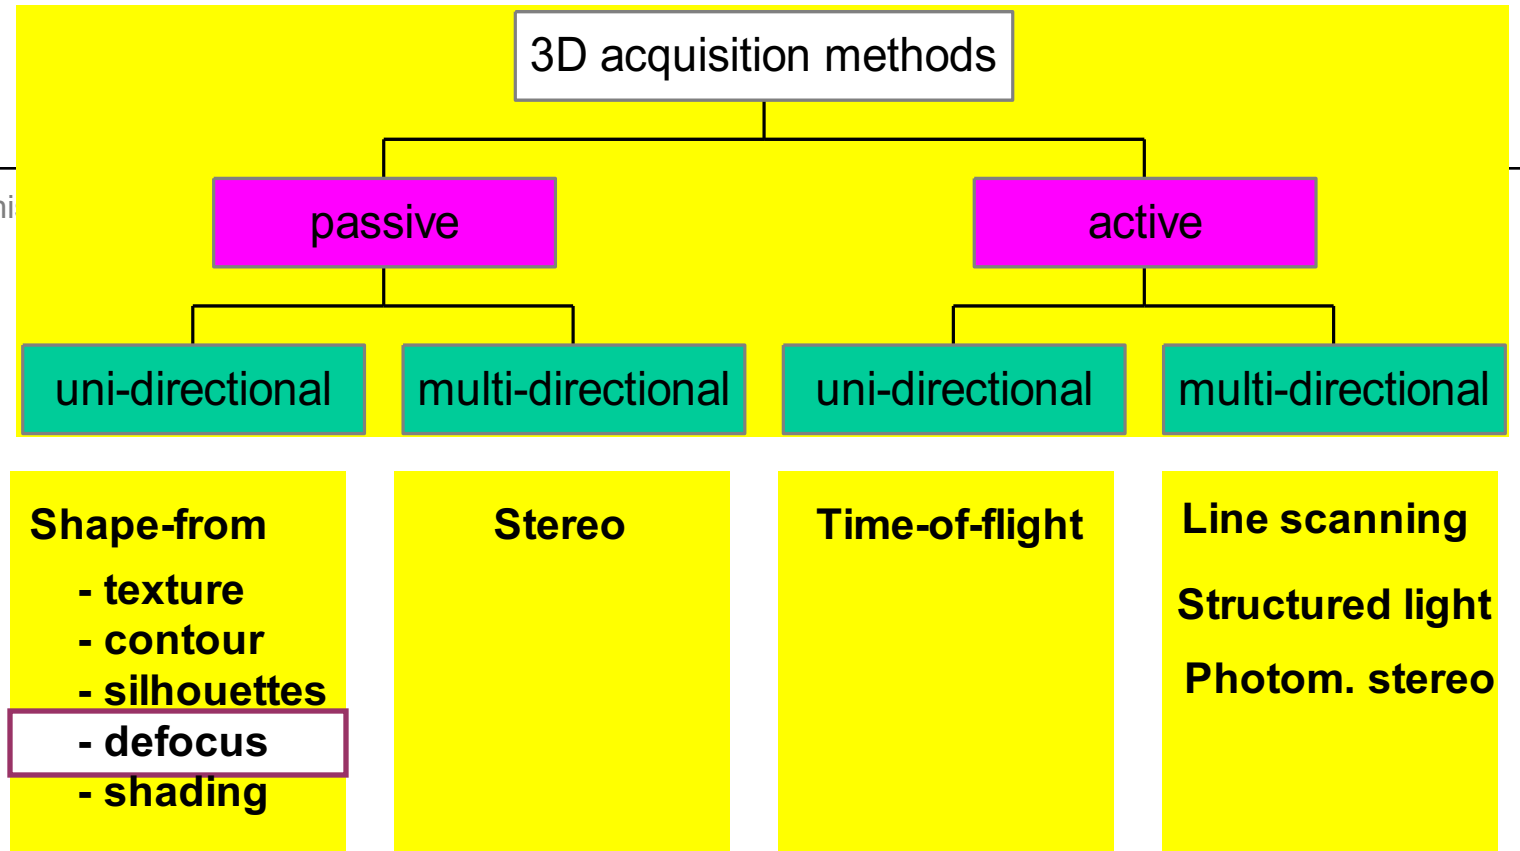 3D acquisition methods
passive
active
uni-directional
multi-directional
uni-directional
multi-directional
Shape-from
- texture
- contour
- silhouettes
- defocus
- shading
Stereo
Time-of-flight
Line scanning
Structured light
Photom. stereo